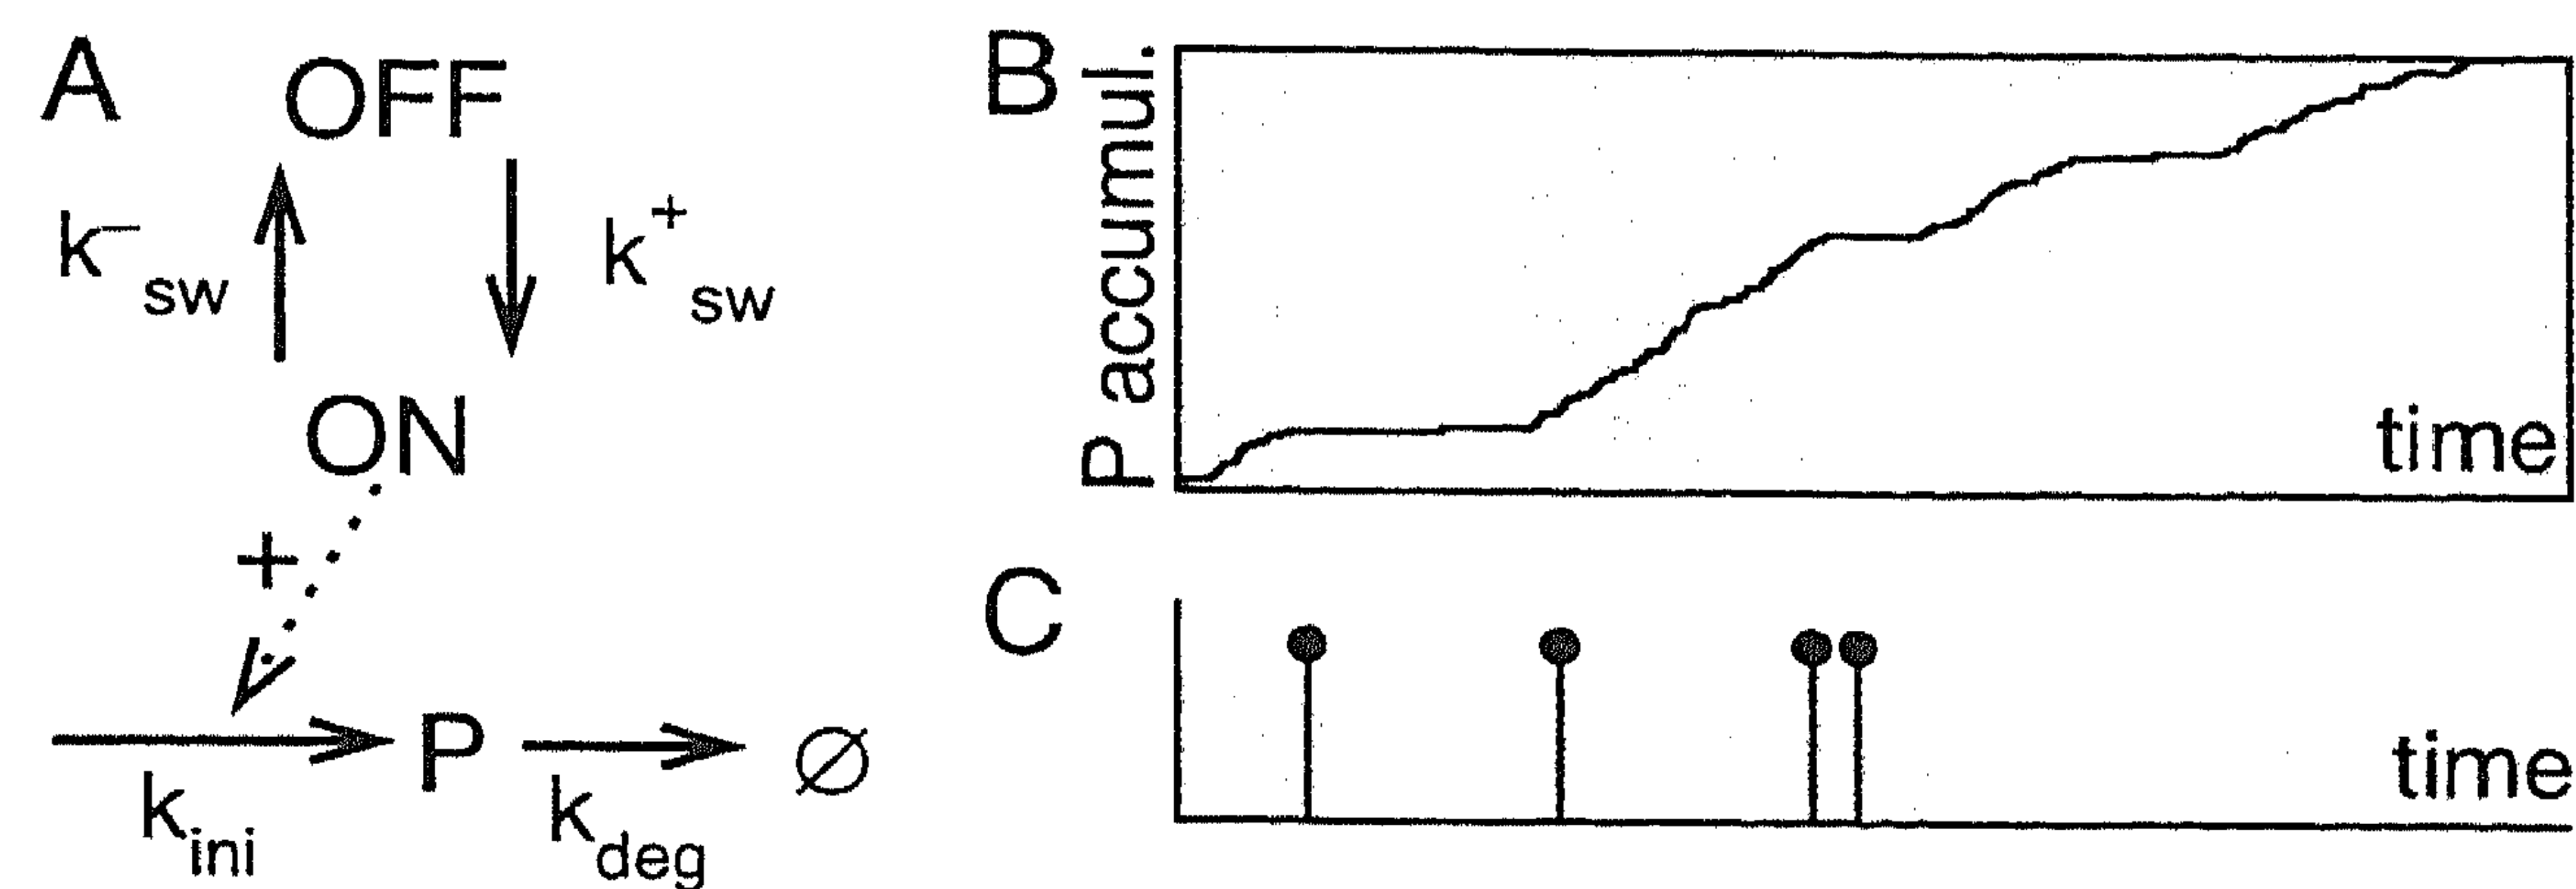 A
OFF
k⁻sw
k⁺sw
ON
+
kini
P
kdeg
∅
B
P accumul.
time
C
time